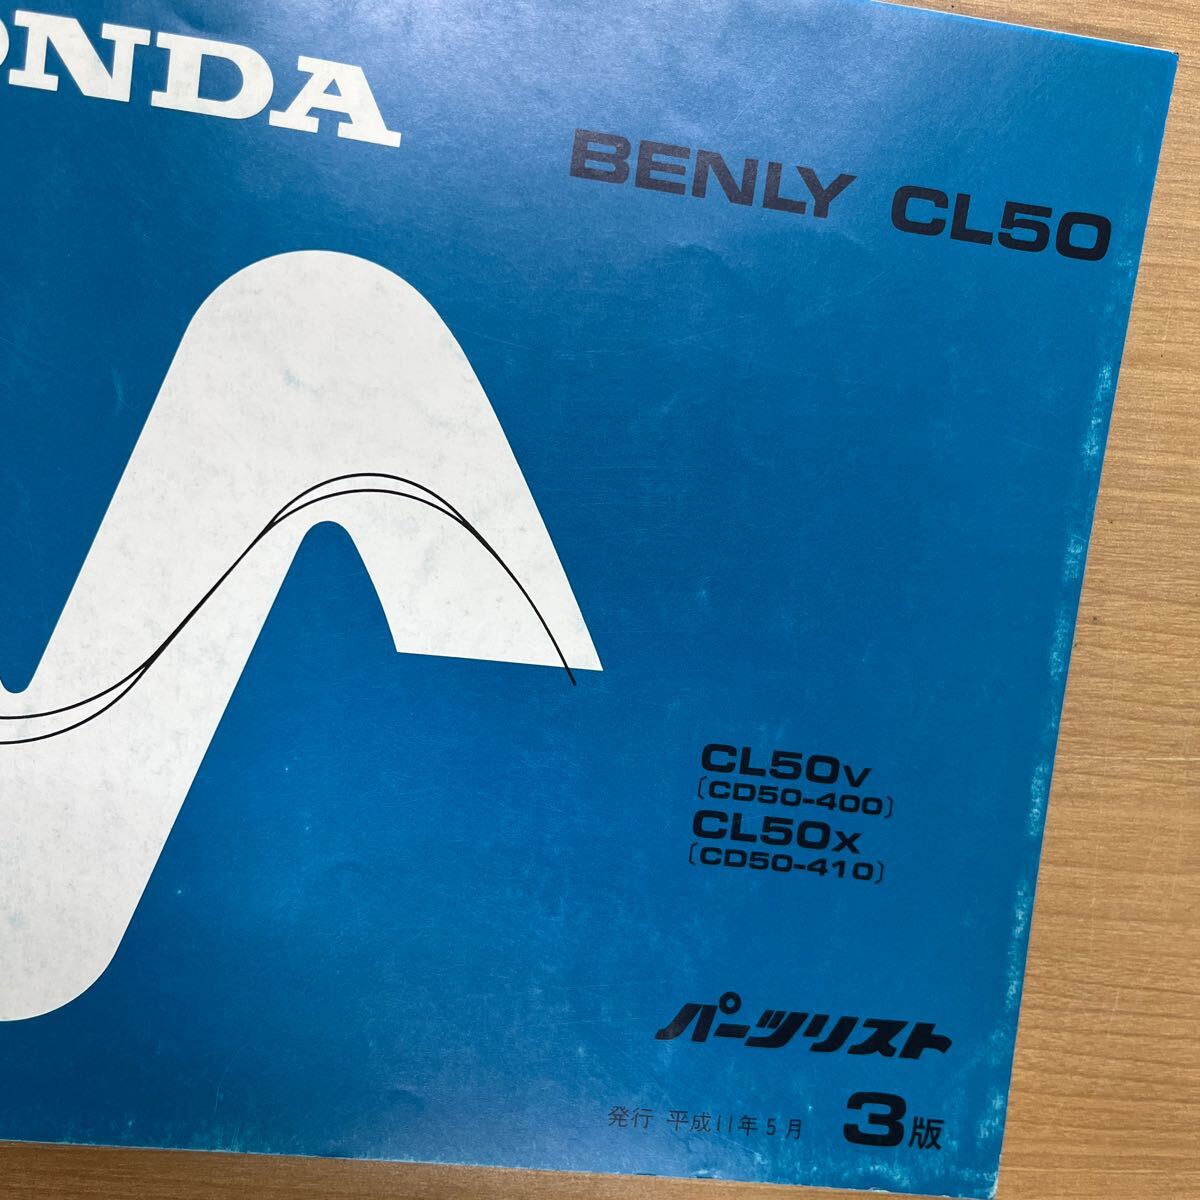 ONDA
BENLY CL50
CL50V
〔CD50-400〕
CL50X
〔CD50-410〕
パーツリスト
発行 平成11年5月 3版